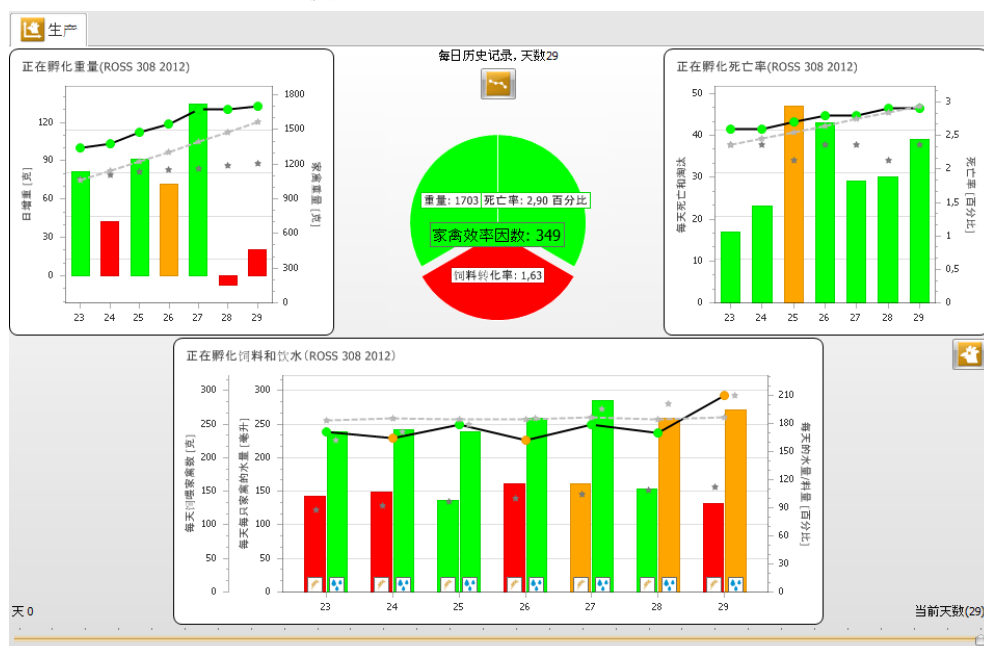 生产
正在孵化重量(ROSS 308 2012)
120
90
60
30
0
日增重 [克]
1800
1500
1200
900
600
300
0
家禽重量 [克]
23 24 25 26 27 28 29
每日历史记录, 天数29
重量: 1703 死亡率: 2,90 百分比
家禽效率因数: 349
饲料转化率: 1,63
正在孵化死亡率(ROSS 308 2012)
50
40
30
20
10
0
每天死亡和淘汰
3
2,5
2
1,5
1
0,5
0
死亡率 [百分比]
23 24 25 26 27 28 29
正在孵化饲料和饮水(ROSS 308 2012)
300
250
200
150
100
50
0
每天饲喂家禽数 [克]
300
250
200
150
100
50
0
每天每只家禽的水量 [毫升]
210
180
150
120
90
60
30
0
每天的水量/料量 [百分比]
23 24 25 26 27 28 29
天 0
当前天数(29)